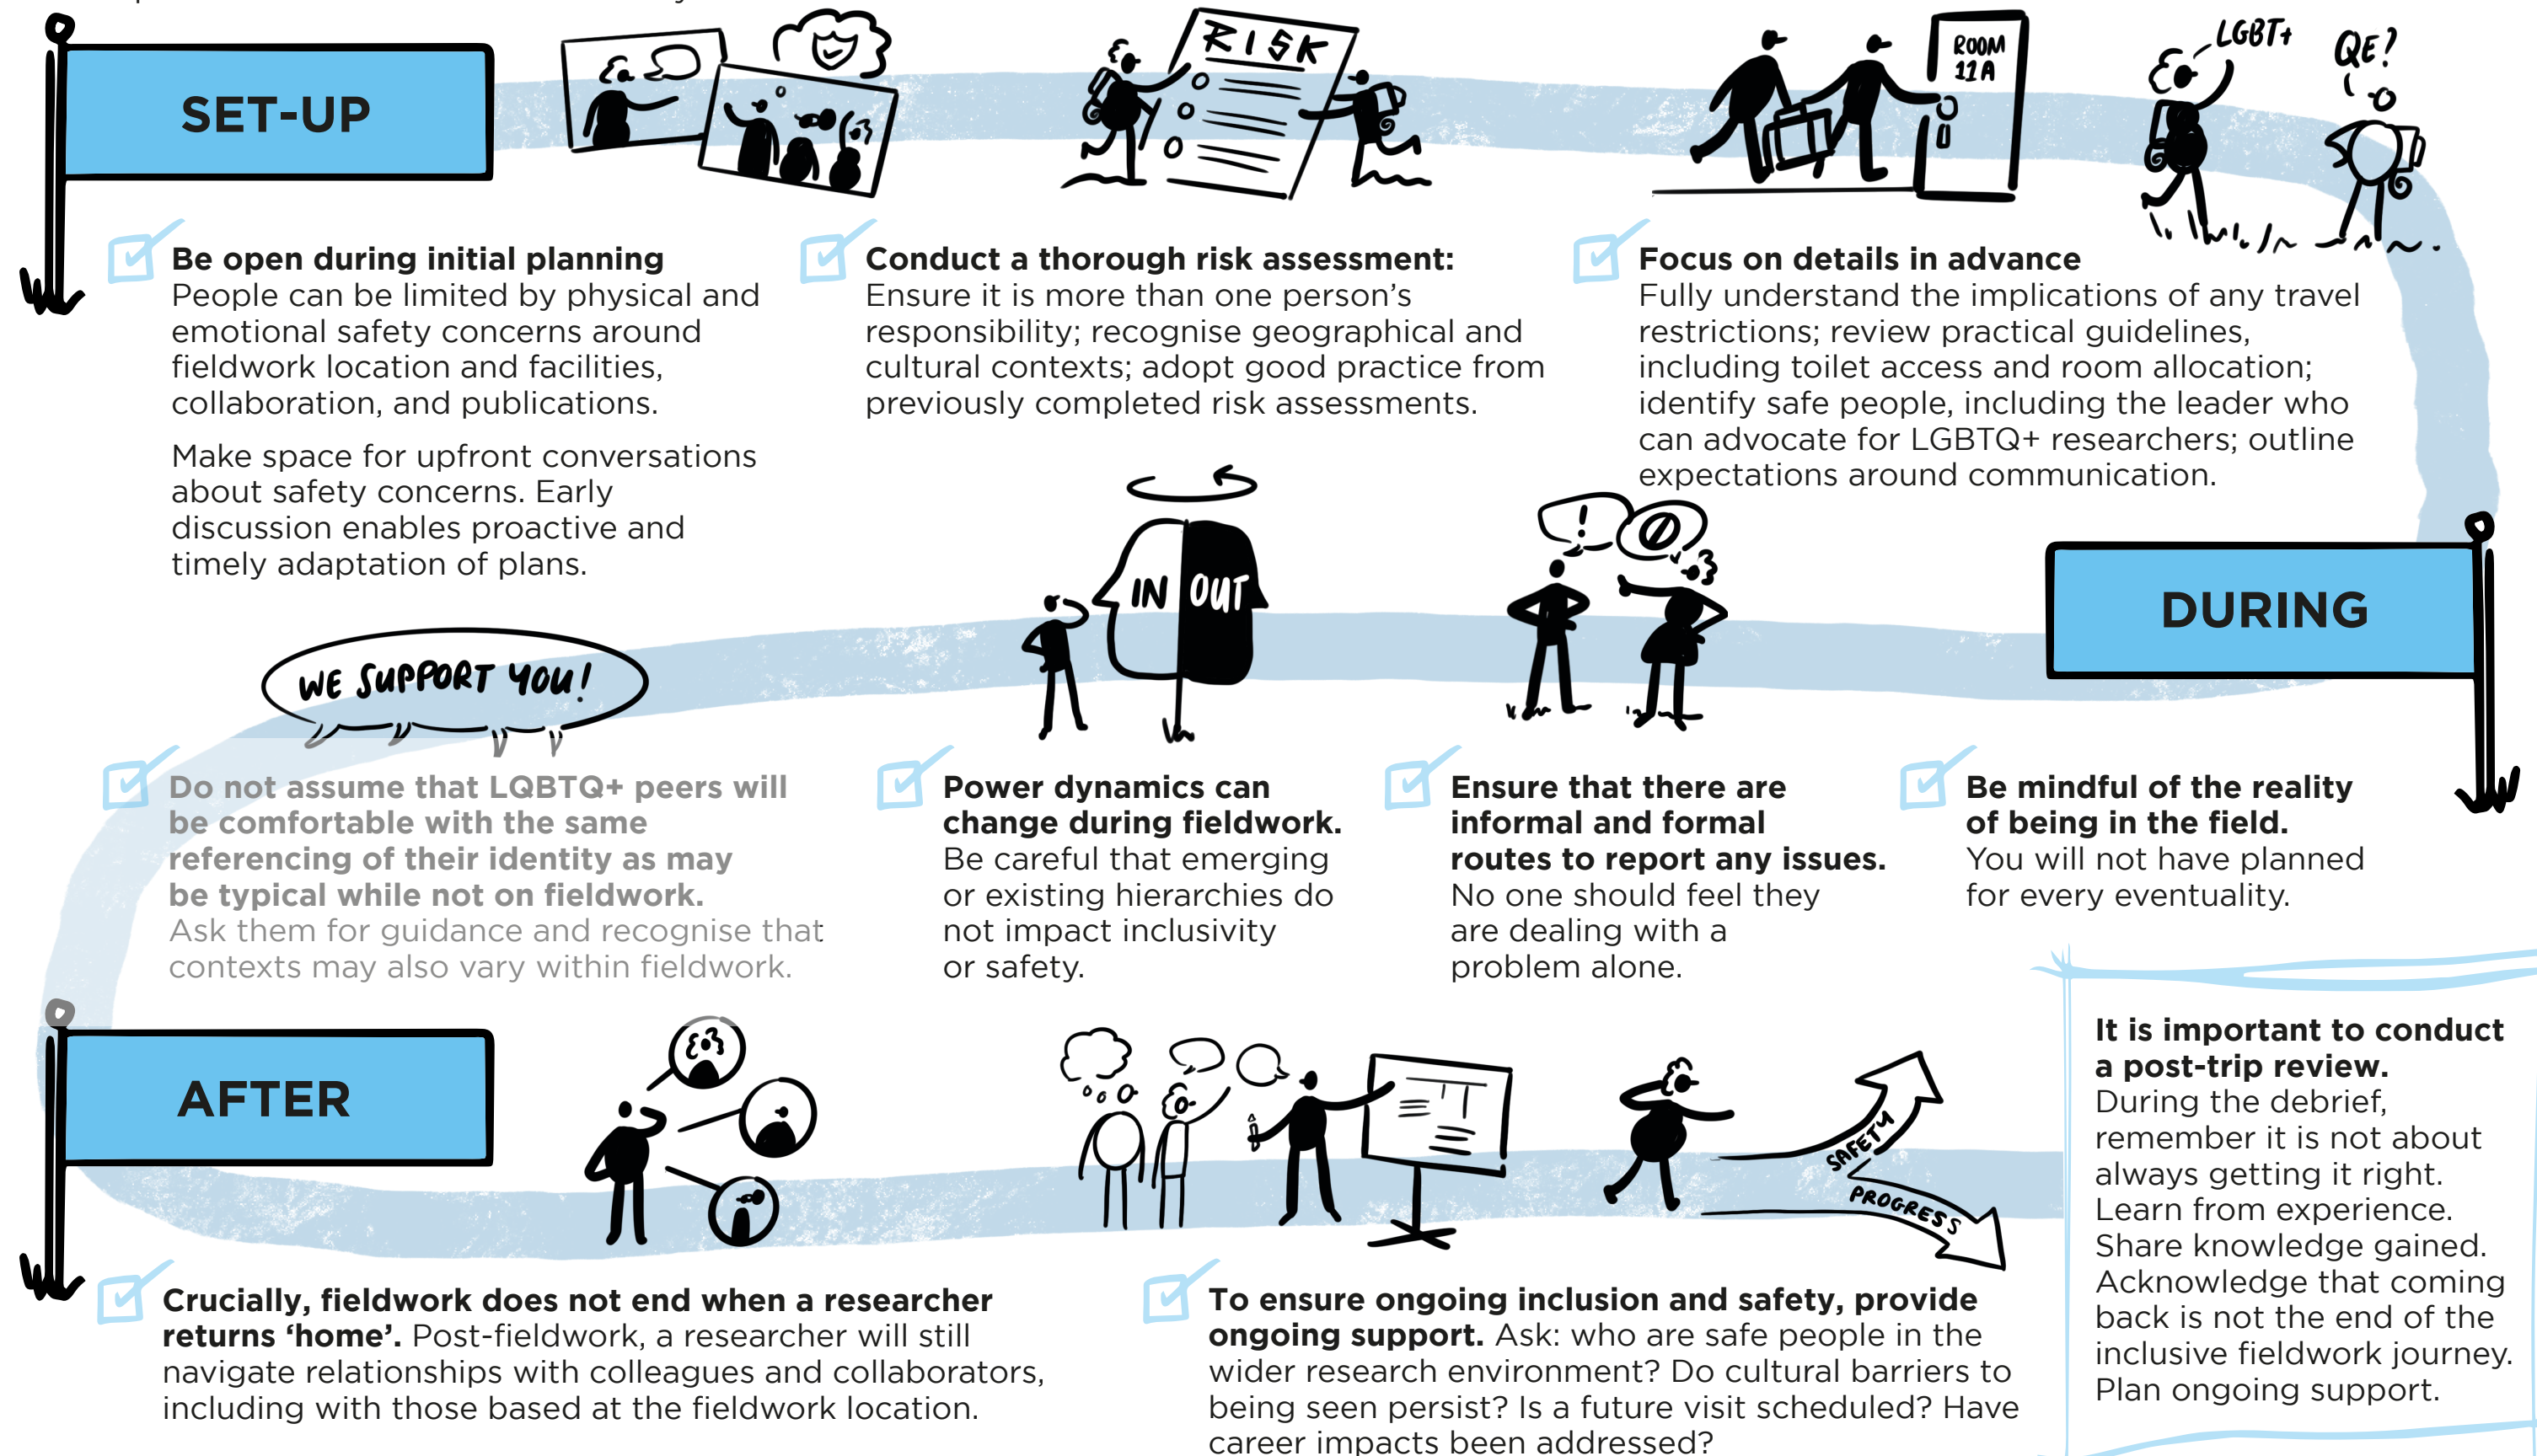 SET-UP
RISK
ROOM
11A
LGBT+
QE?
Be open during initial planning
People can be limited by physical and
emotional safety concerns around
fieldwork location and facilities,
collaboration, and publications.
Make space for upfront conversations
about safety concerns. Early
discussion enables proactive and
timely adaptation of plans.
Conduct a thorough risk assessment:
Ensure it is more than one person's
responsibility; recognise geographical and
cultural contexts; adopt good practice from
previously completed risk assessments.
Focus on details in advance
Fully understand the implications of any travel
restrictions; review practical guidelines,
including toilet access and room allocation;
identify safe people, including the leader who
can advocate for LGBTQ+ researchers; outline
expectations around communication.
DURING
!
IN OUT
WE SUPPORT YOU!
Be mindful of the reality
of being in the field.
You will not have planned
for every eventuality.
Ensure that there are
informal and formal
routes to report any issues.
No one should feel they
are dealing with a
problem alone.
Power dynamics can
change during fieldwork.
Be careful that emerging
or existing hierarchies do
not impact inclusivity
or safety.
Do not assume that LQBTQ+ peers will
be comfortable with the same
referencing of their identity as may
be typical while not on fieldwork.
Ask them for guidance and recognise that
contexts may also vary within fieldwork.
AFTER
SAFETY
PROGRESS
Crucially, fieldwork does not end when a researcher
returns ‘home’. Post-fieldwork, a researcher will still
navigate relationships with colleagues and collaborators,
including with those based at the fieldwork location.
To ensure ongoing inclusion and safety, provide
ongoing support. Ask: who are safe people in the
wider research environment? Do cultural barriers to
being seen persist? Is a future visit scheduled? Have
career impacts been addressed?
It is important to conduct
a post-trip review.
During the debrief,
remember it is not about
always getting it right.
Learn from experience.
Share knowledge gained.
Acknowledge that coming
back is not the end of the
inclusive fieldwork journey.
Plan ongoing support.